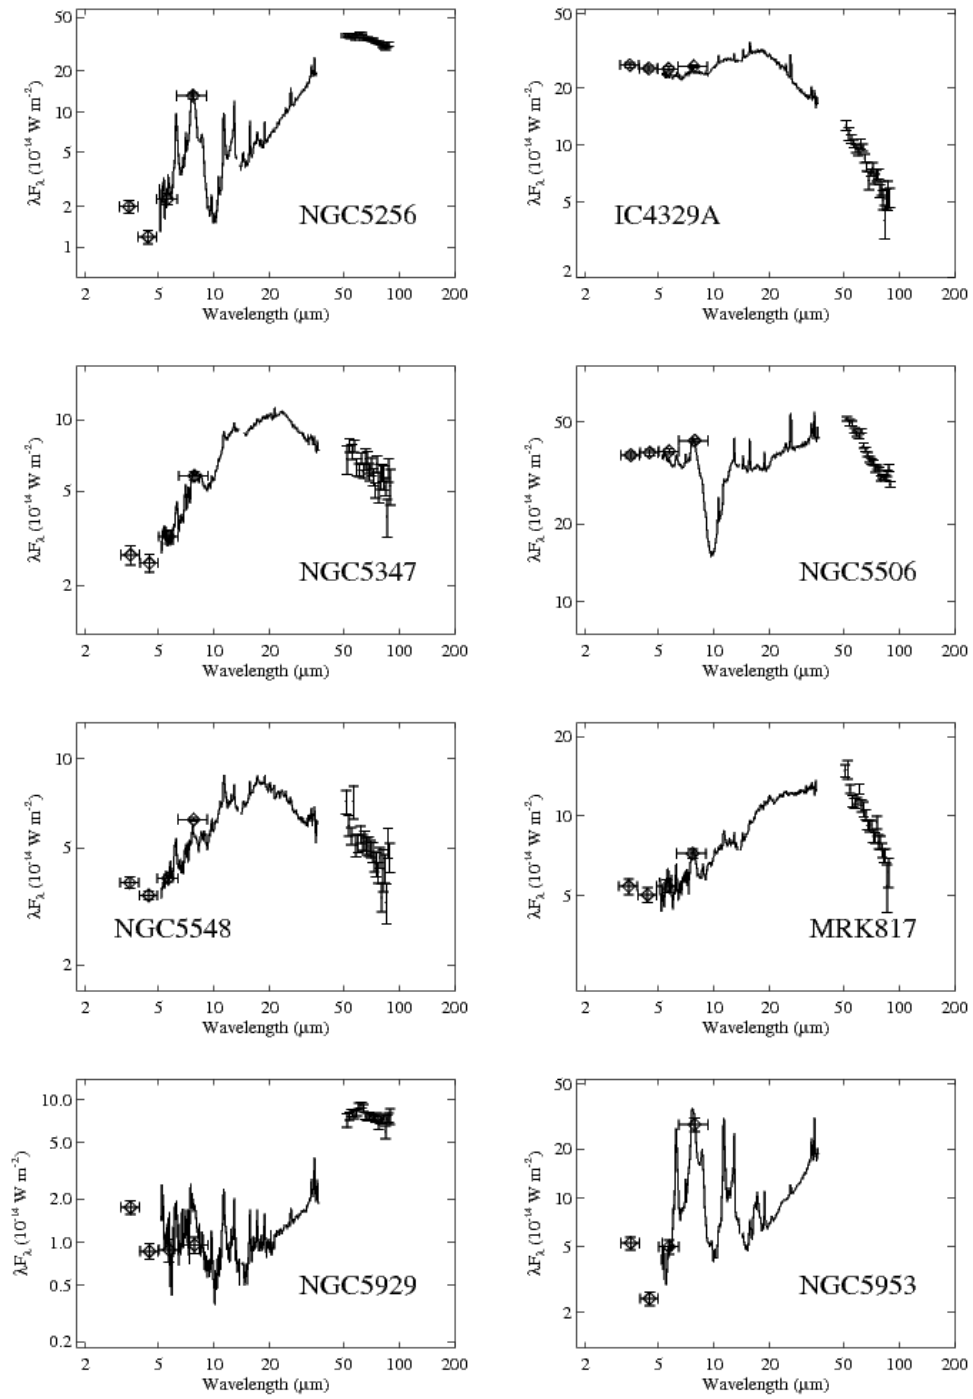 50
20
10
5
2
1
λFλ (10⁻¹⁴ W m⁻²)
NGC5256
2 5 10 20 50 100 200
Wavelength (μm)
50
20
10
5
2
λFλ (10⁻¹⁴ W m⁻²)
IC4329A
2 5 10 20 50 100 200
Wavelength (μm)
10
5
2
λFλ (10⁻¹⁴ W m⁻²)
NGC5347
2 5 10 20 50 100 200
Wavelength (μm)
50
20
10
λFλ (10⁻¹⁴ W m⁻²)
NGC5506
2 5 10 20 50 100 200
Wavelength (μm)
10
5
2
λFλ (10⁻¹⁴ W m⁻²)
NGC5548
2 5 10 20 50 100 200
Wavelength (μm)
20
10
5
λFλ (10⁻¹⁴ W m⁻²)
MRK817
2 5 10 20 50 100 200
Wavelength (μm)
10.0
5.0
2.0
1.0
0.5
0.2
λFλ (10⁻¹⁴ W m⁻²)
NGC5929
2 5 10 20 50 100 200
Wavelength (μm)
50
20
10
5
2
λFλ (10⁻¹⁴ W m⁻²)
NGC5953
2 5 10 20 50 100 200
Wavelength (μm)